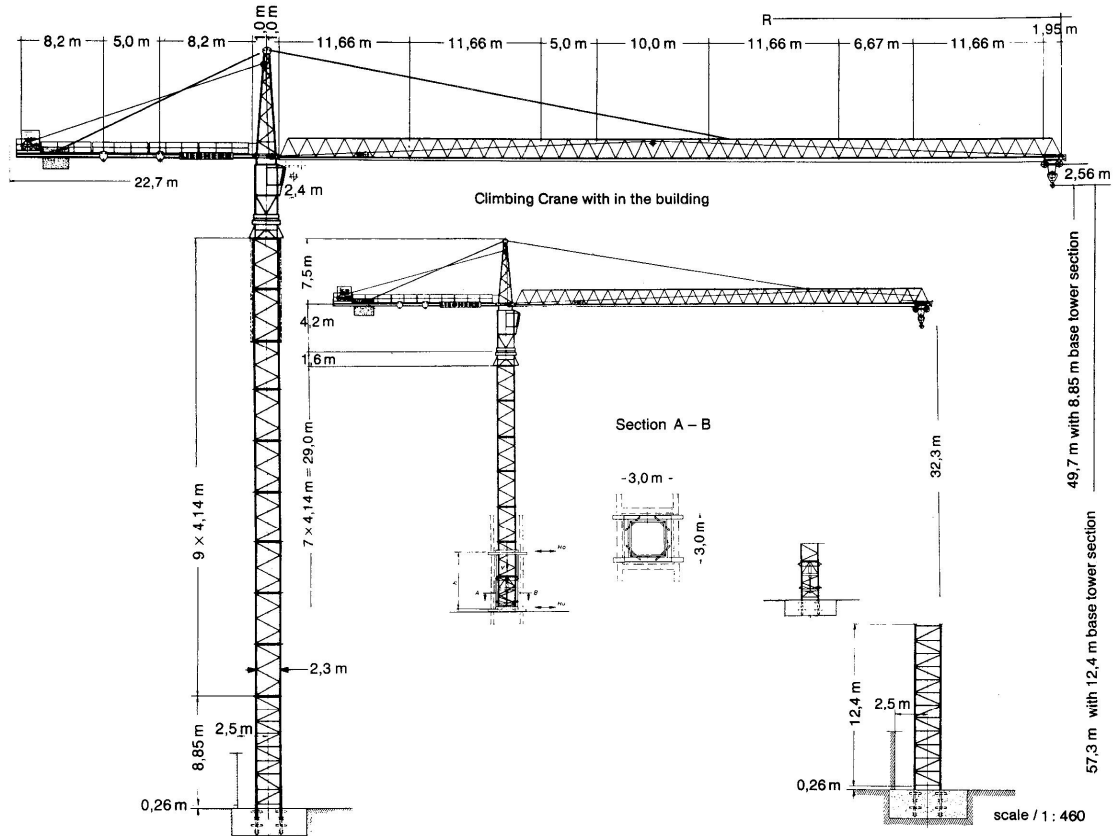 1,0 m
1,0 m
R
1,95 m
8,2 m
5,0 m
8,2 m
11,66 m
11,66 m
5,0 m
10,0 m
11,66 m
6,67 m
11,66 m
LIEBHERR
22,7 m
2,4 m
2,56 m
Climbing Crane with in the building
7,5 m
LIEBHERR
4,2 m
1,6 m
9 × 4,14 m
7 × 4,14 m = 29,0 m
Section A – B
-3,0 m-
3,0 m
32,3 m
49,7 m with 8,85 m base tower section
57,3 m with 12,4 m base tower section
Ho
A
B
Hu
2,3 m
2,5 m
8,85 m
0,26 m
12,4 m
2,5 m
0,26 m
scale / 1 : 460